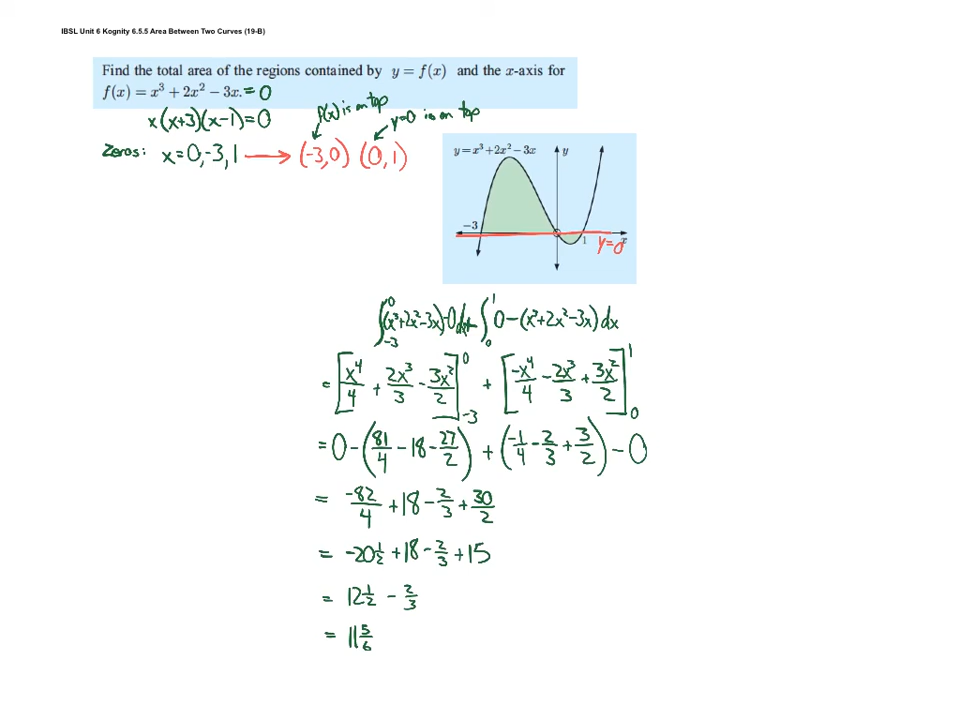 IBSL Unit 6 Kognity 6.5.5 Area Between Two Curves (19-B)
Find the total area of the regions contained by y = f(x) and the x-axis for
f(x) = x³ + 2x² − 3x. = 0
x(x+3)(x−1)=0
f(x) is on top
y=0 is on top
Zeros: x=0,-3,1 → (-3,0) (0,1)
y = x³ + 2x² − 3x
y
−3
1
x
y=0
∫₋₃⁰ (x³+2x²-3x)-0 dx + ∫₀¹ 0-(x³+2x²-3x)dx
= [x⁴/4 + 2x³/3 - 3x²/2]₋₃⁰ + [-x⁴/4 - 2x³/3 + 3x²/2]₀¹
= 0-(81/4 - 18 - 27/2) + (-1/4 - 2/3 + 3/2) - 0
= -82/4 + 18 - 2/3 + 30/2
= -20 1/2 + 18 - 2/3 + 15
= 12 1/2 - 2/3
= 11 5/6